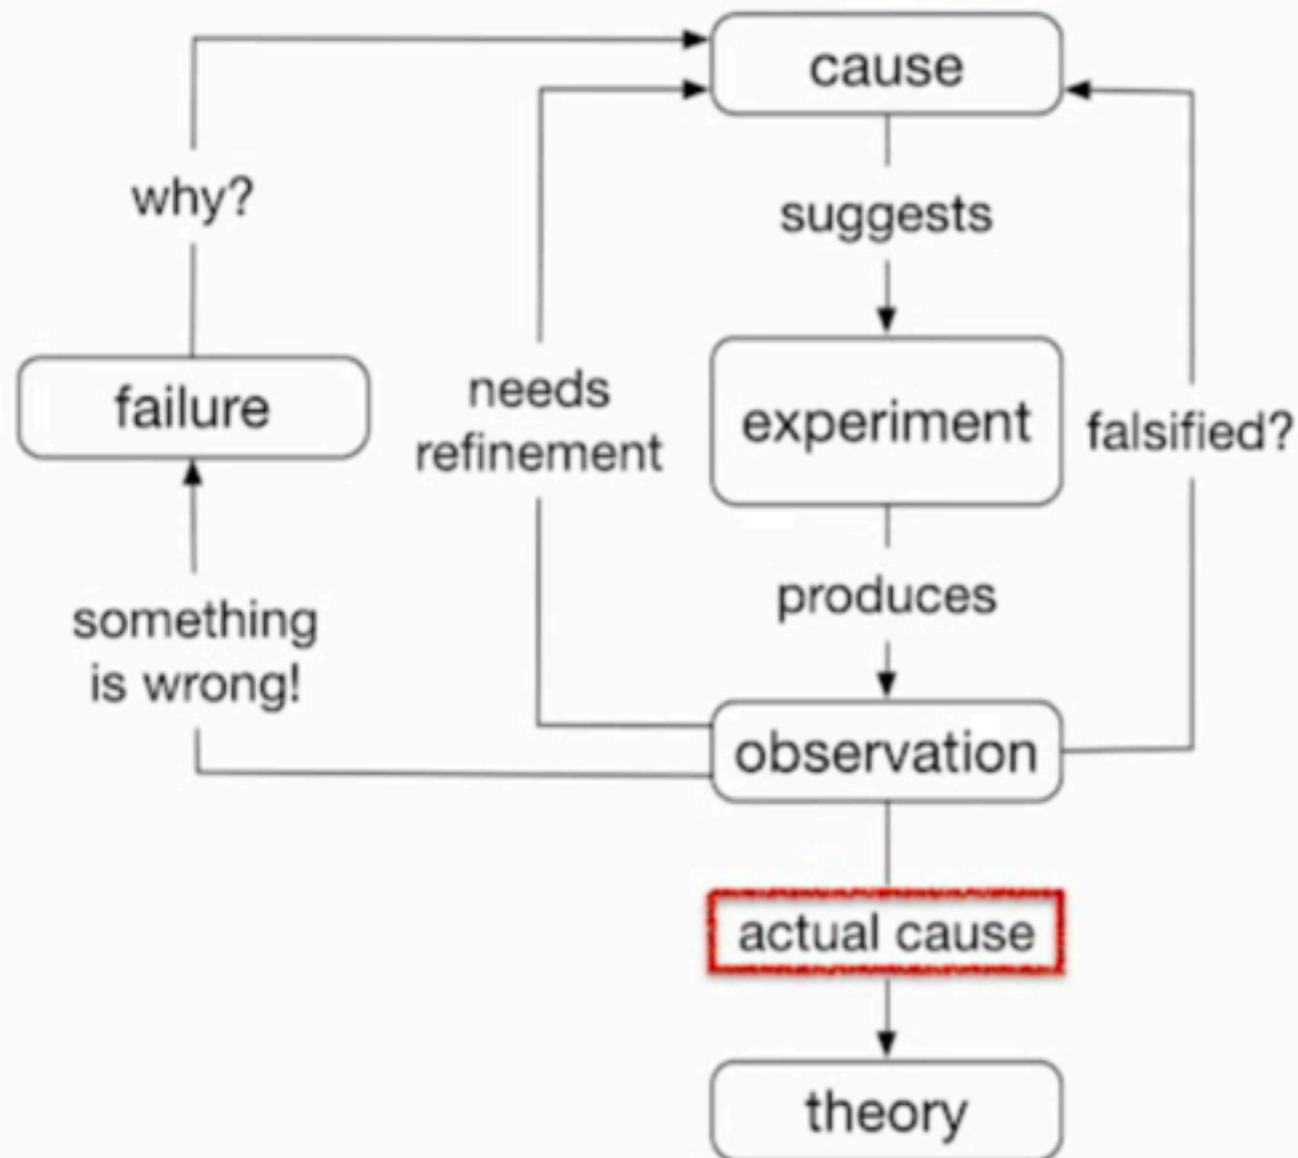 cause
why?
suggests
failure
needs
refinement
experiment
falsified?
produces
something
is wrong!
observation
actual cause
theory